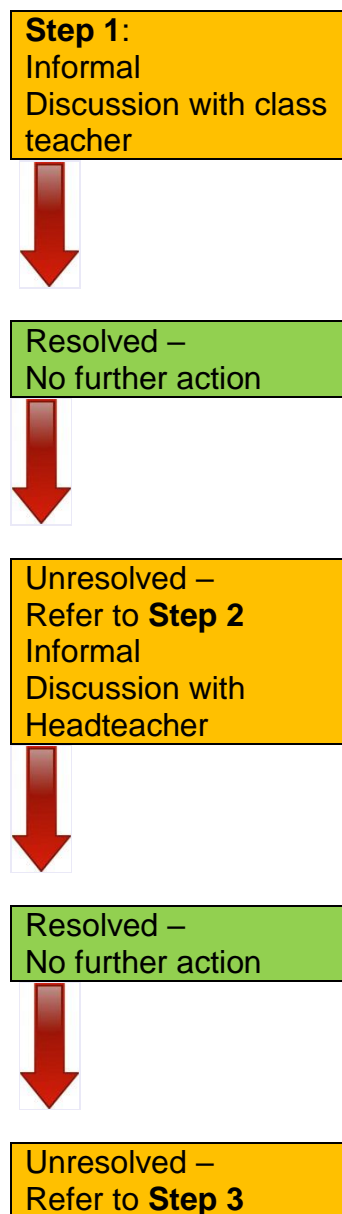 Step 1:
Informal
Discussion with class
teacher
Resolved –
No further action
Unresolved –
Refer to Step 2
Informal
Discussion with
Headteacher
Resolved –
No further action
Unresolved –
Refer to Step 3